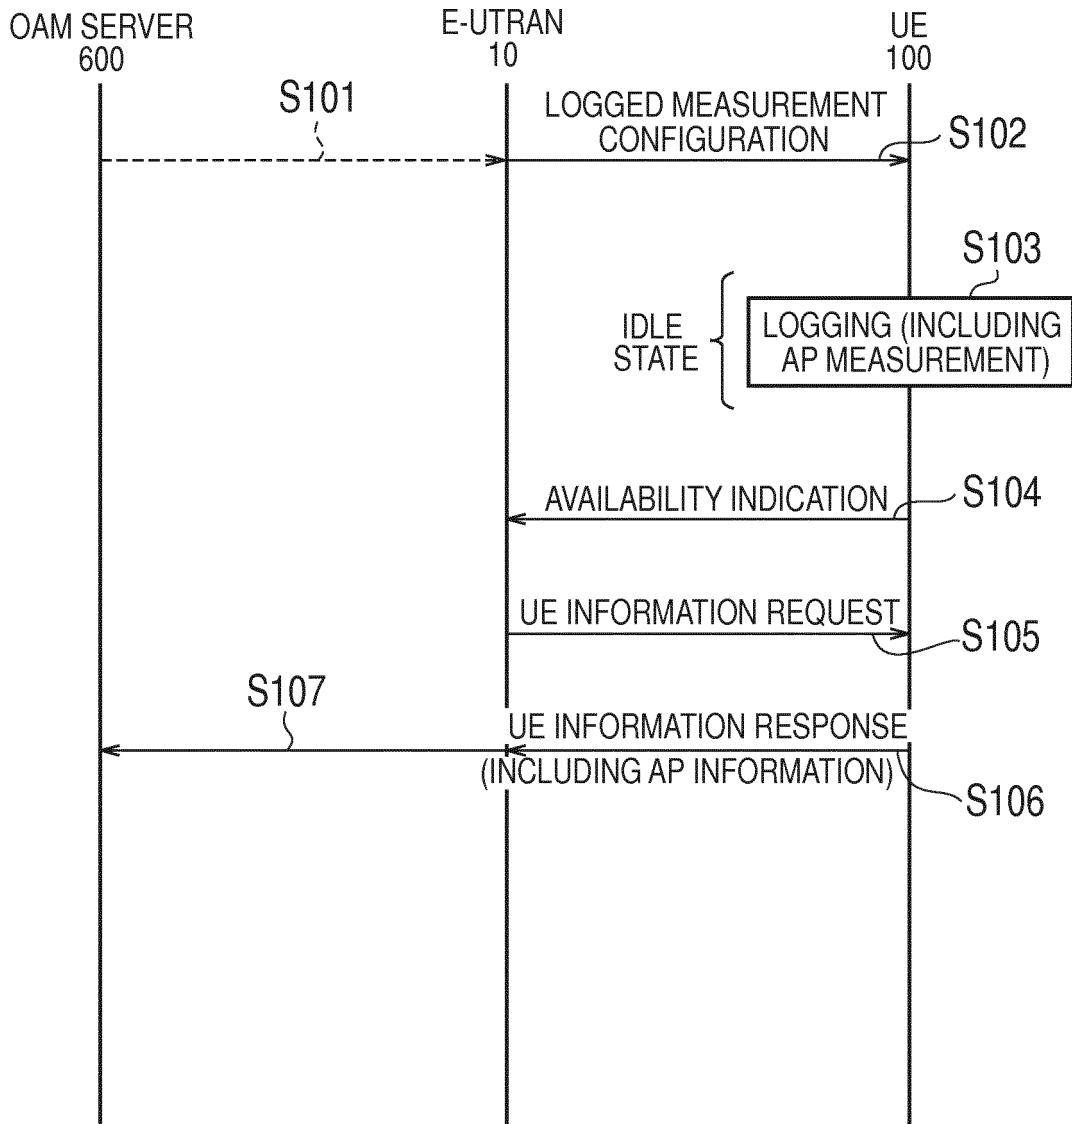 OAM SERVER
600
E-UTRAN
10
UE
100
S101
LOGGED MEASUREMENT
CONFIGURATION
S102
S103
IDLE
STATE
LOGGING (INCLUDING
AP MEASUREMENT)
AVAILABILITY INDICATION
S104
UE INFORMATION REQUEST
S105
S107
UE INFORMATION RESPONSE
(INCLUDING AP INFORMATION)
S106